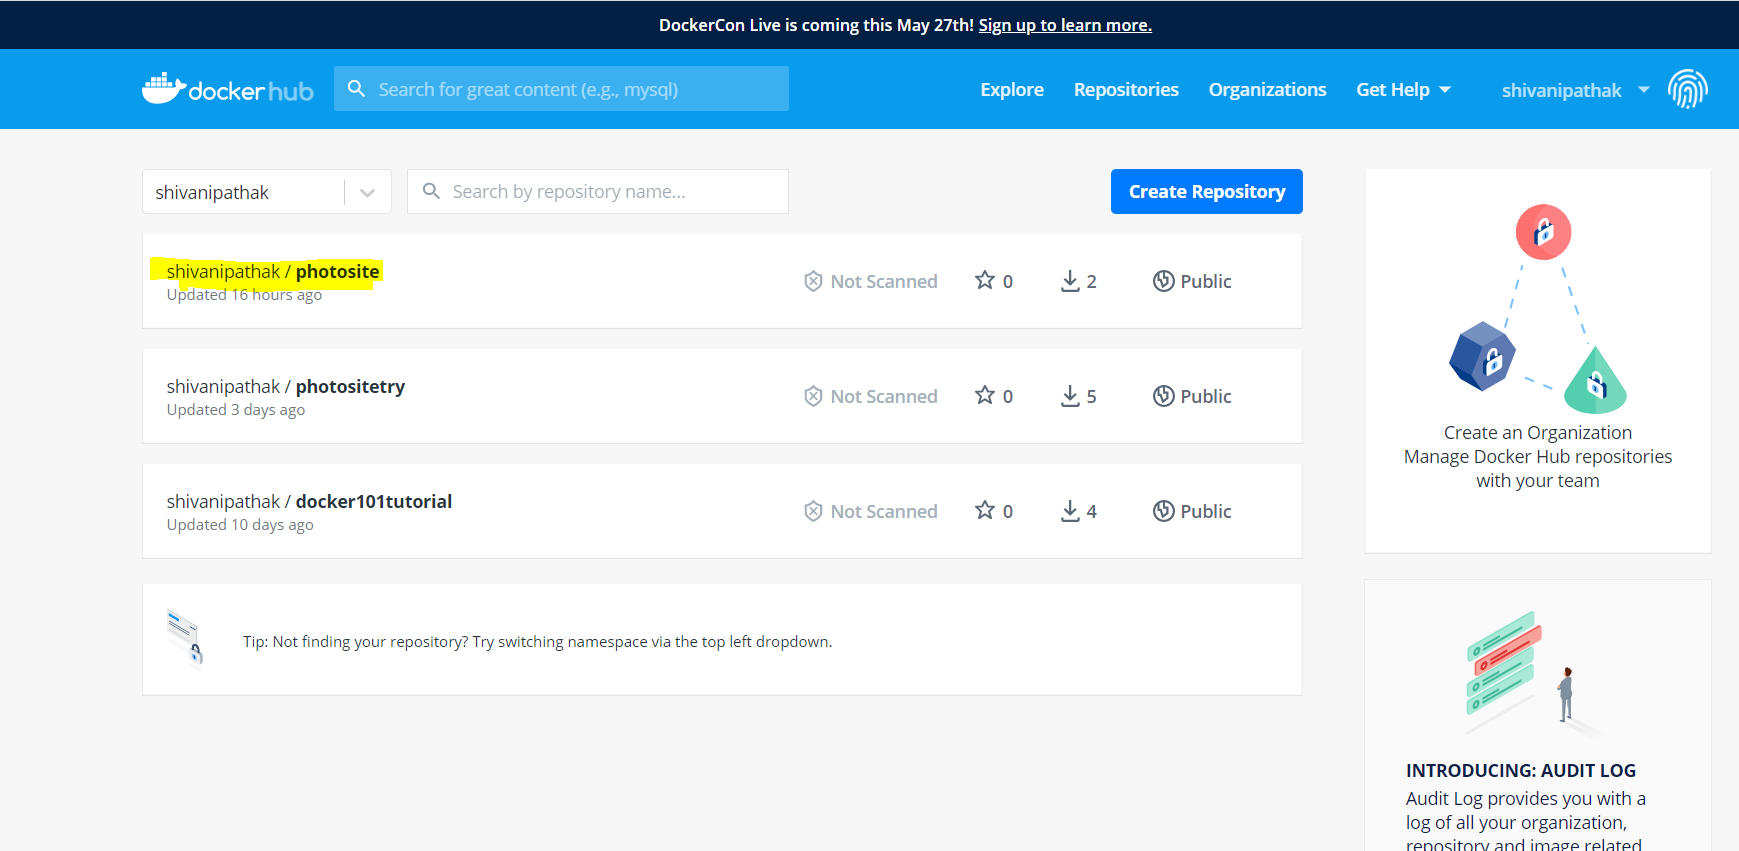 DockerCon Live is coming this May 27th! Sign up to learn more.
docker hub
Search for great content (e.g., mysql)
Explore
Repositories
Organizations
Get Help
shivanipathak
shivanipathak
Search by repository name...
Create Repository
shivanipathak / photosite
Updated 16 hours ago
Not Scanned
0
2
Public
shivanipathak / photositetry
Updated 3 days ago
Not Scanned
0
5
Public
shivanipathak / docker101tutorial
Updated 10 days ago
Not Scanned
0
4
Public
Tip: Not finding your repository? Try switching namespace via the top left dropdown.
Create an Organization
Manage Docker Hub repositories
with your team
INTRODUCING: AUDIT LOG
Audit Log provides you with a
log of all your organization,
repository and image related